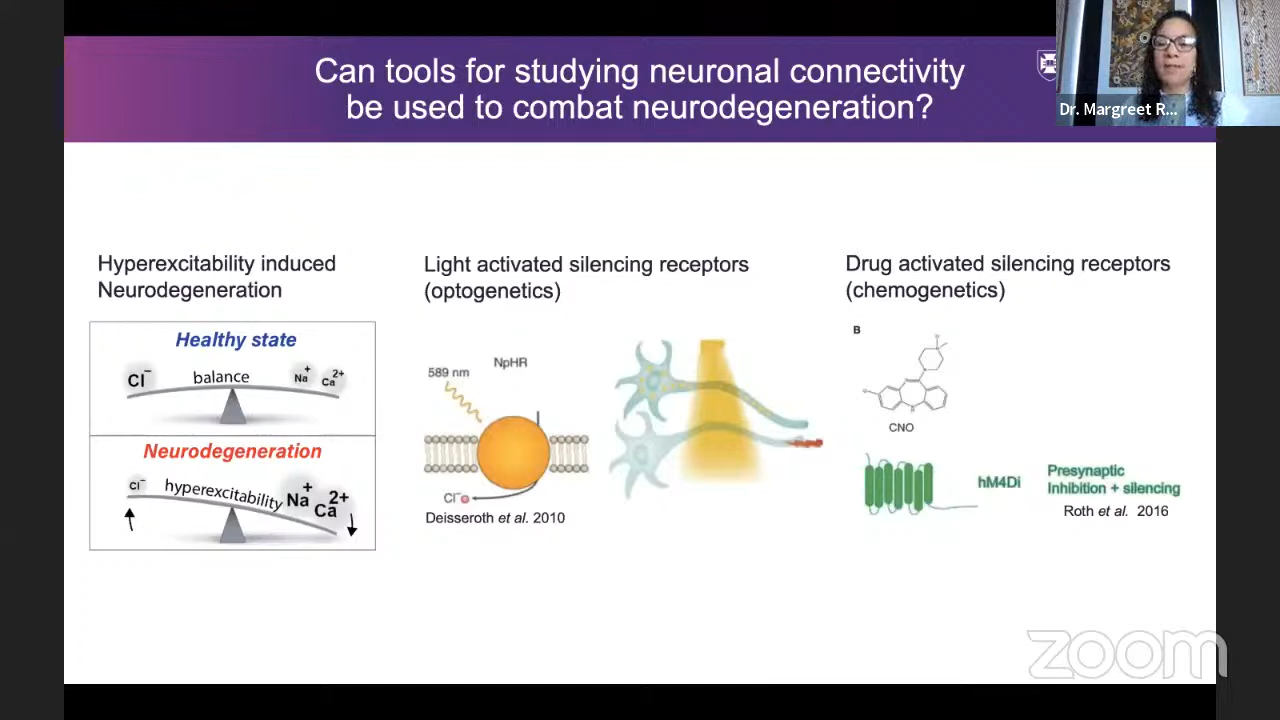 Can tools for studying neuronal connectivity
be used to combat neurodegeneration?
Dr. Margreet R...
Hyperexcitability induced
Neurodegeneration
Healthy state
Cl⁻ balance Na⁺ Ca²⁺
Neurodegeneration
Cl⁻ hyperexcitability Na⁺ Ca²⁺
Light activated silencing receptors
(optogenetics)
NpHR
589 nm
Cl⁻
Deisseroth et al. 2010
Drug activated silencing receptors
(chemogenetics)
B
CNO
hM4Di
Presynaptic
Inhibition + silencing
Roth et al. 2016
zoom